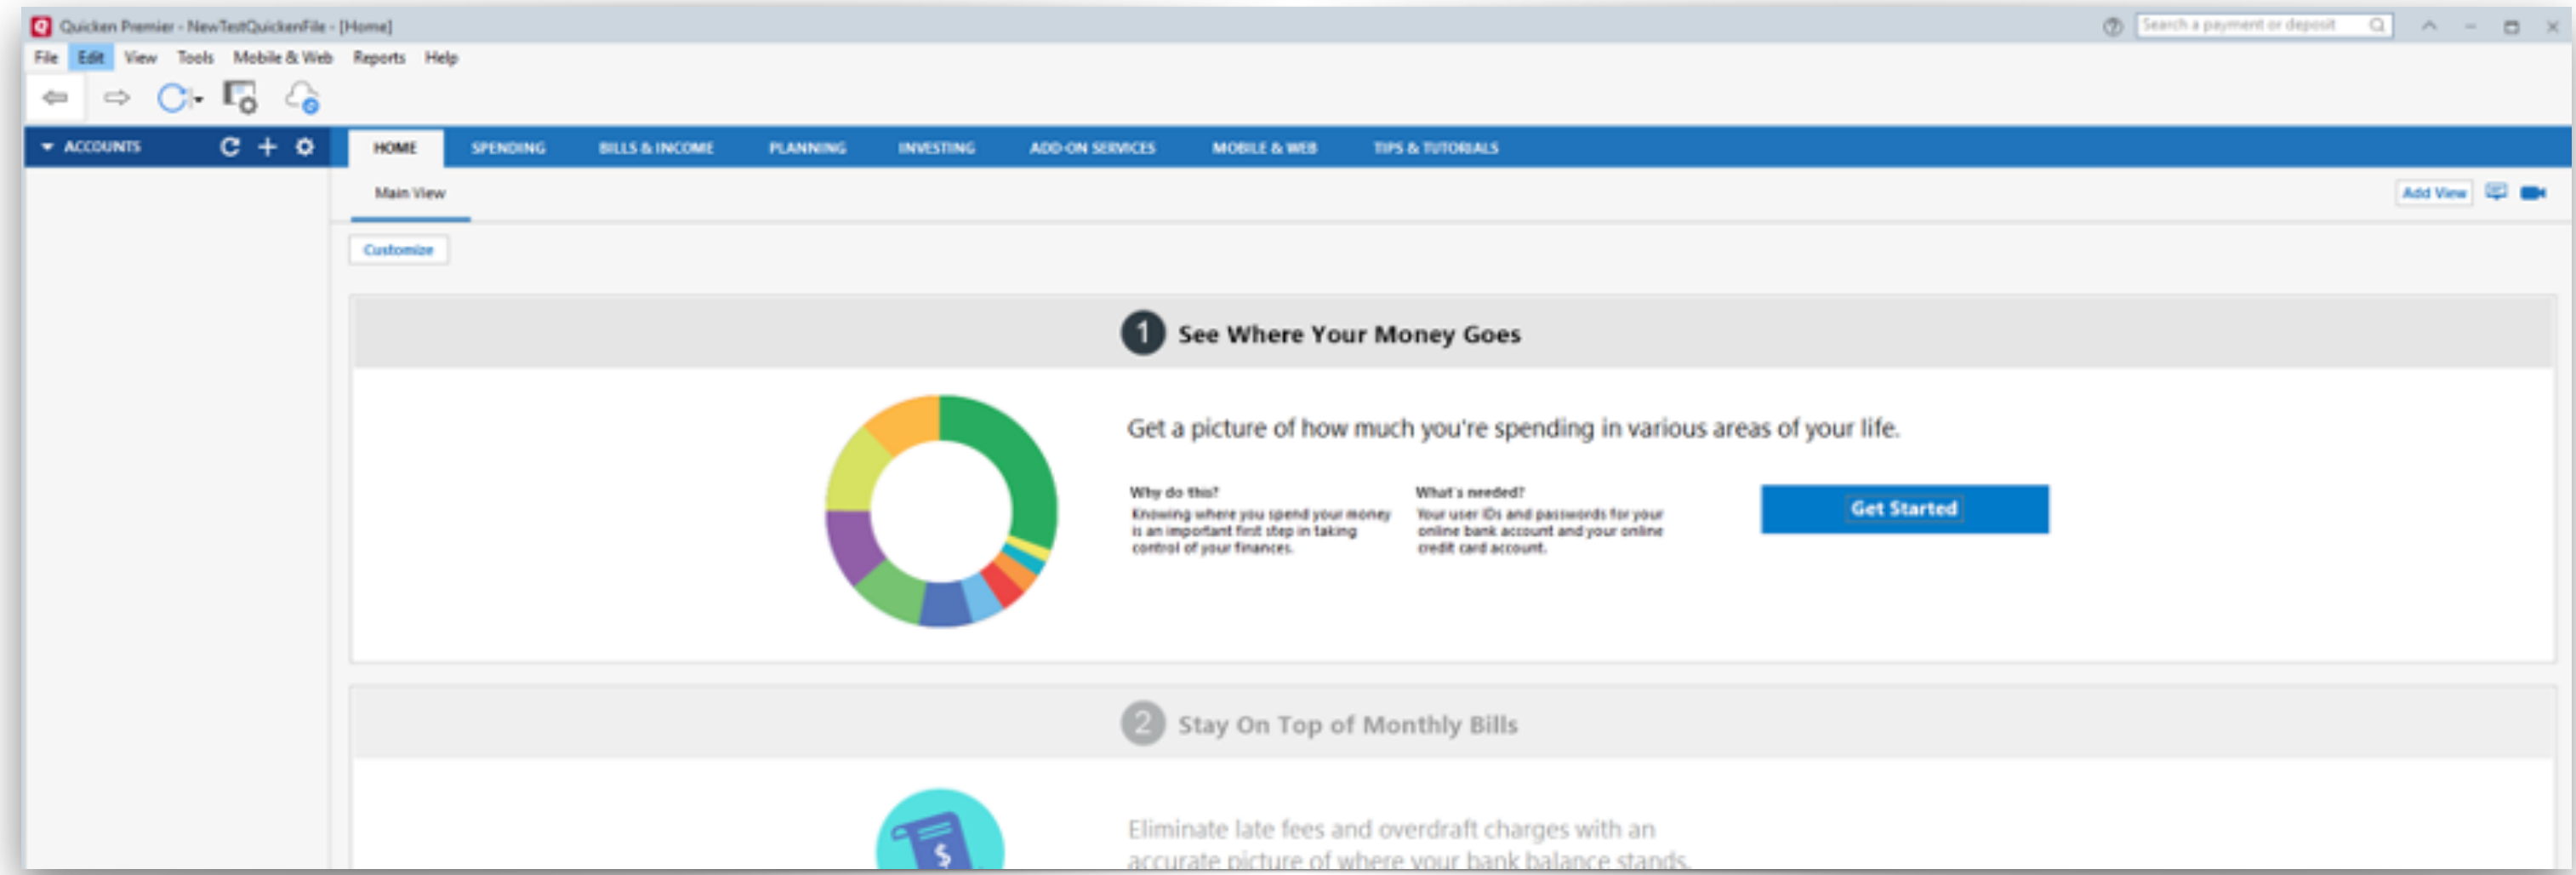 Quicken Premier - NewTestQuickenFile - [Home]
Search a payment or deposit
File Edit View Tools Mobile & Web Reports Help
ACCOUNTS
HOME SPENDING BILLS & INCOME PLANNING INVESTING ADD-ON SERVICES MOBILE & WEB TIPS & TUTORIALS
Main View
Add View
Customize
1 See Where Your Money Goes
Get a picture of how much you're spending in various areas of your life.
Why do this?
Knowing where you spend your money
is an important first step in taking
control of your finances.
What's needed?
Your user IDs and passwords for your
online bank account and your online
credit card account.
Get Started
2 Stay On Top of Monthly Bills
$
Eliminate late fees and overdraft charges with an
accurate picture of where your bank balance stands.